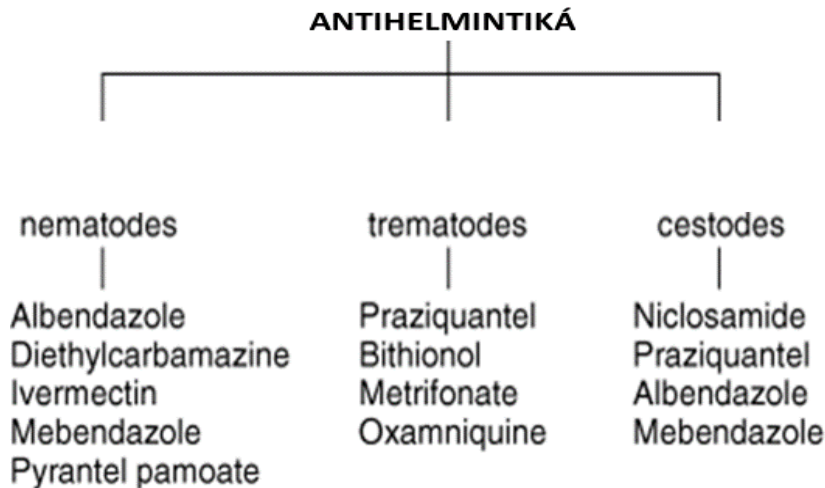 ANTIHELMINTIKÁ
nematodes
Albendazole
Diethylcarbamazine
Ivermectin
Mebendazole
Pyrantel pamoate
trematodes
Praziquantel
Bithionol
Metrifonate
Oxamniquine
cestodes
Niclosamide
Praziquantel
Albendazole
Mebendazole